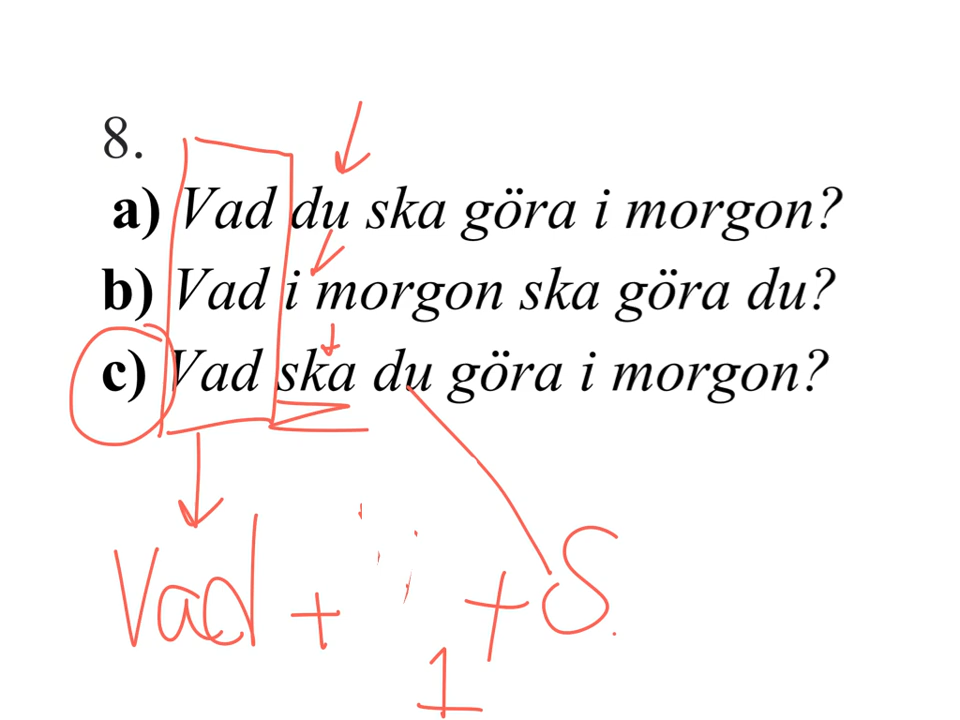 8.
a) Vad du ska göra i morgon?
b) Vad i morgon ska göra du?
c) Vad ska du göra i morgon?
Vad + + S
1